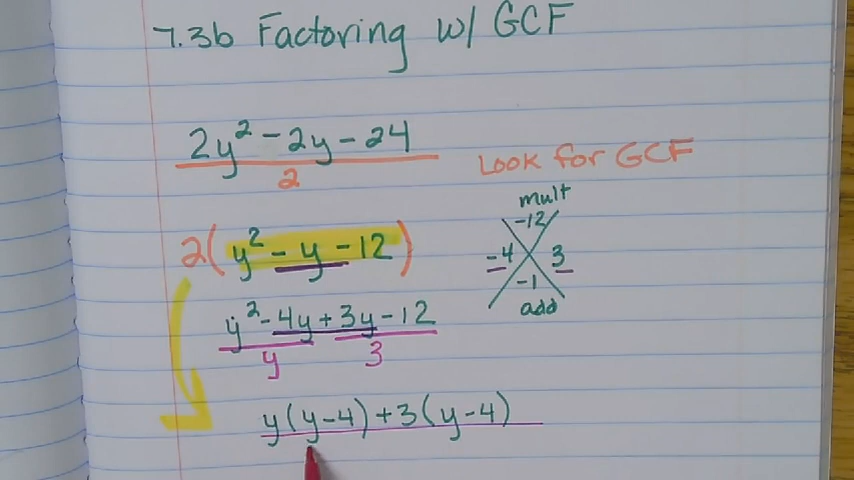 7.3b Factoring w/ GCF
2y² - 2y - 24
2
Look for GCF
mult
-12
-4 3
-1
add
2(y² - y - 12)
y² - 4y + 3y - 12
y 3
y(y-4) + 3(y-4)